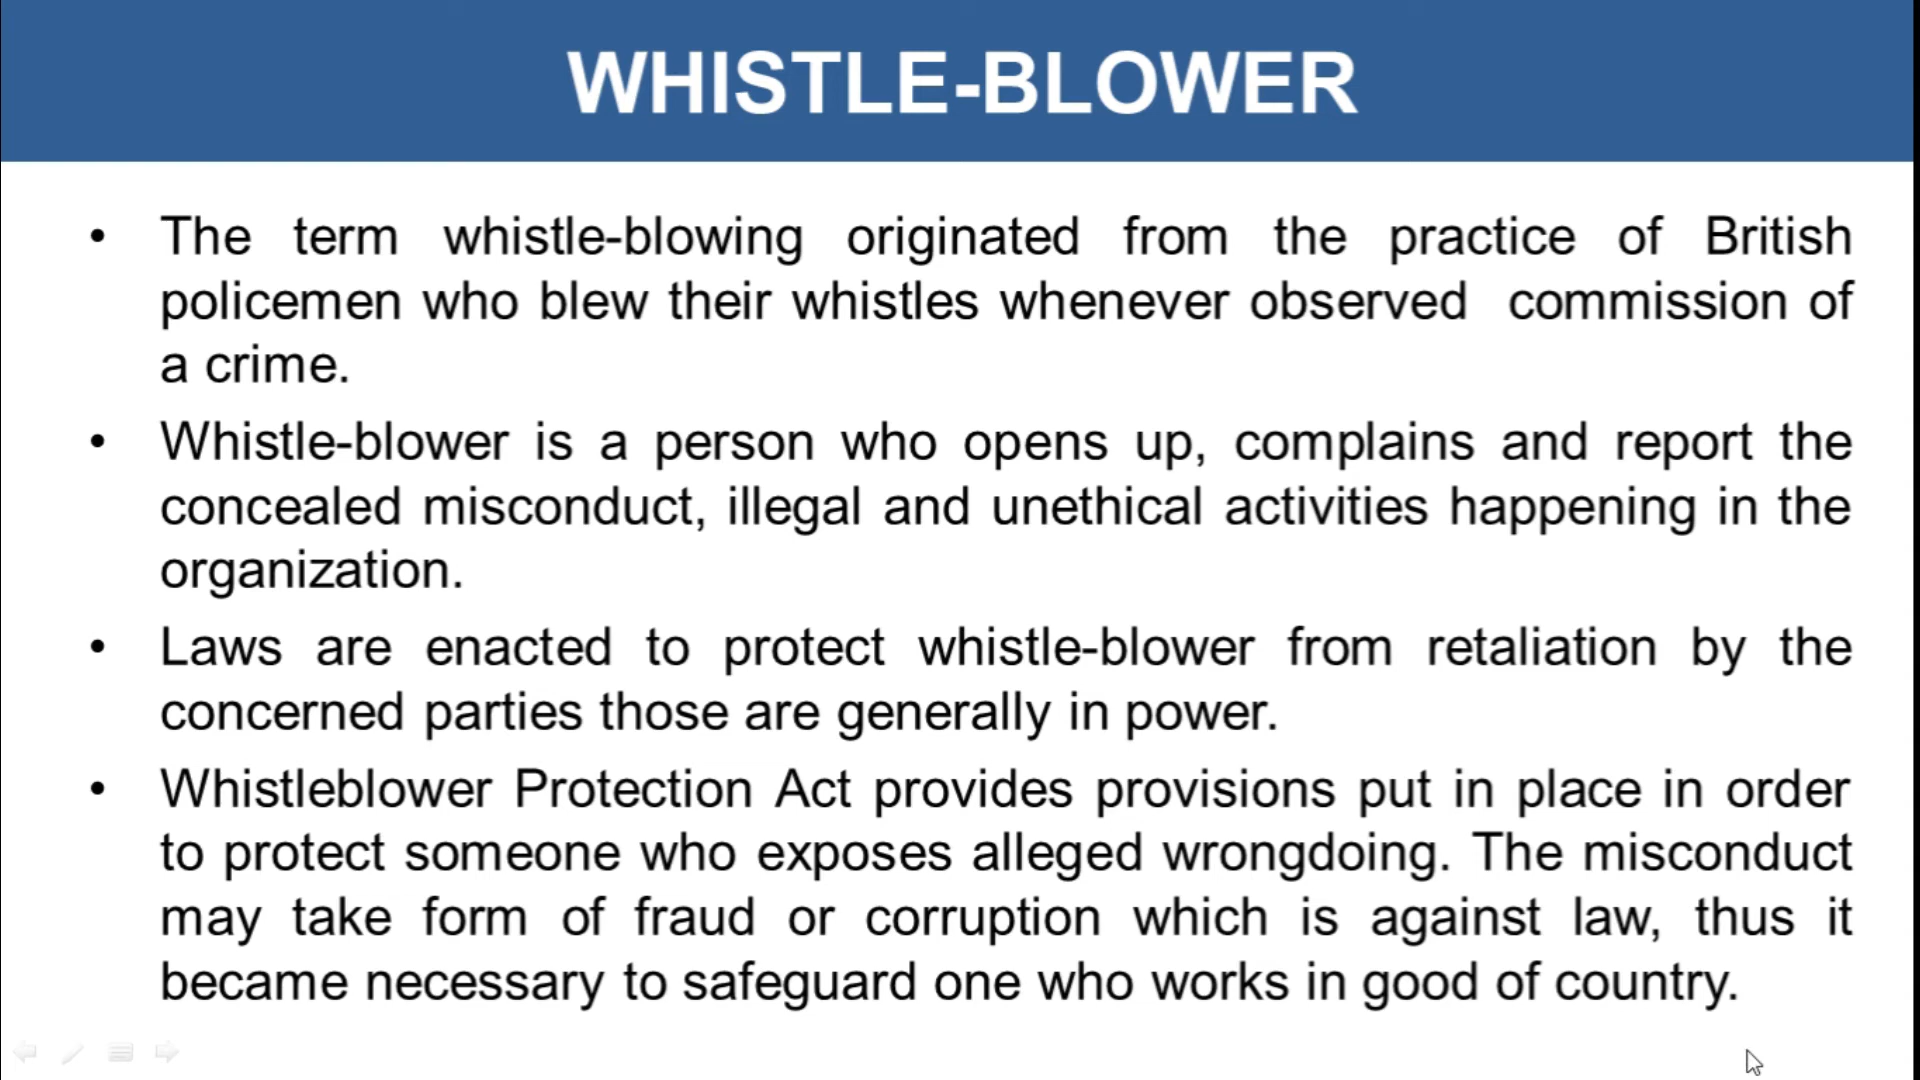 WHISTLE-BLOWER
• The term whistle-blowing originated from the practice of British
policemen who blew their whistles whenever observed commission of
a crime.
• Whistle-blower is a person who opens up, complains and report the
concealed misconduct, illegal and unethical activities happening in the
organization.
• Laws are enacted to protect whistle-blower from retaliation by the
concerned parties those are generally in power.
• Whistleblower Protection Act provides provisions put in place in order
to protect someone who exposes alleged wrongdoing. The misconduct
may take form of fraud or corruption which is against law, thus it
became necessary to safeguard one who works in good of country.